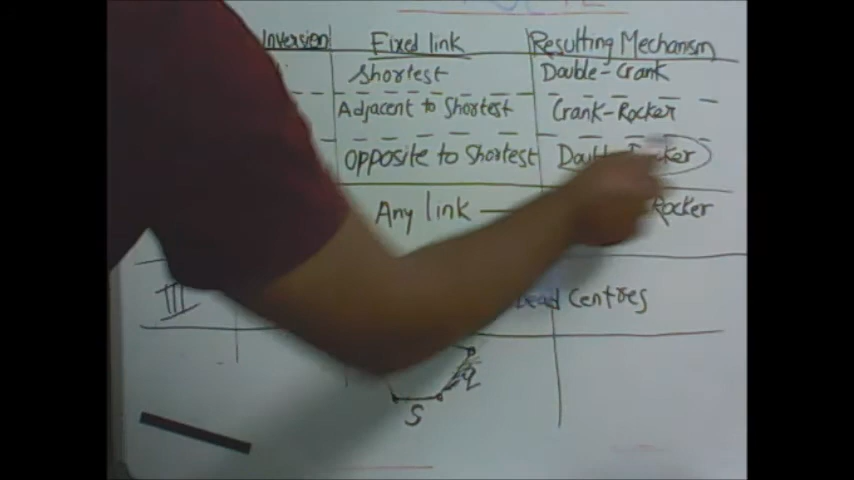 Inversion Fixed link Resulting Mechanism
Shortest Double-Crank
Adjacent to Shortest Crank-Rocker
Opposite to Shortest
Any link — Rocker
III Centres
q
S